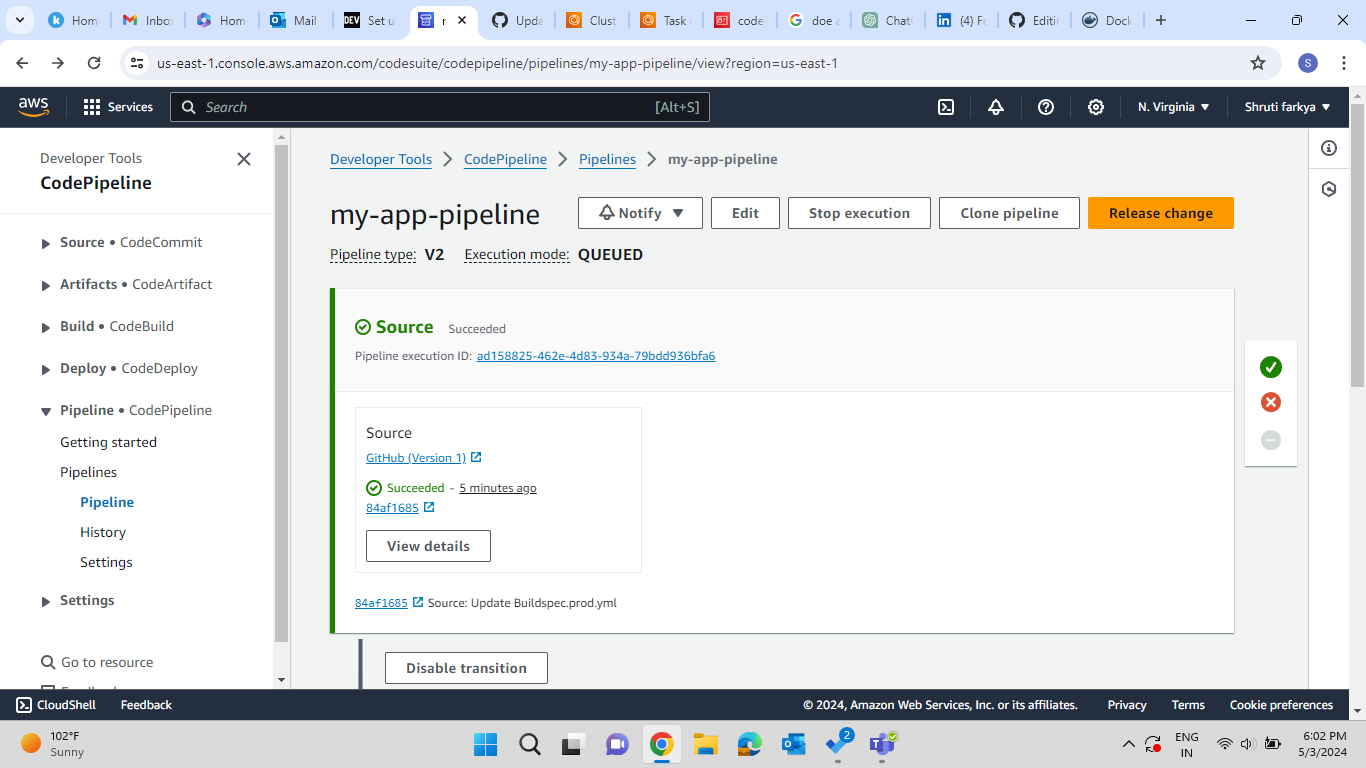 Hom
Inbo
Hom
Mail
DEV Set u
r
Upda
Clust
Task
code
doe a
Chat
(4) Fe
Editi
Dock
us-east-1.console.aws.amazon.com/codesuite/codepipeline/pipelines/my-app-pipeline/view?region=us-east-1
S
aws
Services
Search
[Alt+S]
N. Virginia
Shruti farkya
Developer Tools
CodePipeline
Source • CodeCommit
Artifacts • CodeArtifact
Build • CodeBuild
Deploy • CodeDeploy
Pipeline • CodePipeline
Getting started
Pipelines
Pipeline
History
Settings
Settings
Go to resource
Developer Tools
CodePipeline
Pipelines
my-app-pipeline
my-app-pipeline
Notify
Edit
Stop execution
Clone pipeline
Release change
Pipeline type: V2 Execution mode: QUEUED
Source Succeeded
Pipeline execution ID: ad158825-462e-4d83-934a-79bdd936bfa6
Source
GitHub (Version 1)
Succeeded - 5 minutes ago
84af1685
View details
84af1685 Source: Update Buildspec.prod.yml
Disable transition
CloudShell
Feedback
© 2024, Amazon Web Services, Inc. or its affiliates.
Privacy
Terms
Cookie preferences
102°F
Sunny
2
ENG
IN
6:02 PM
5/3/2024